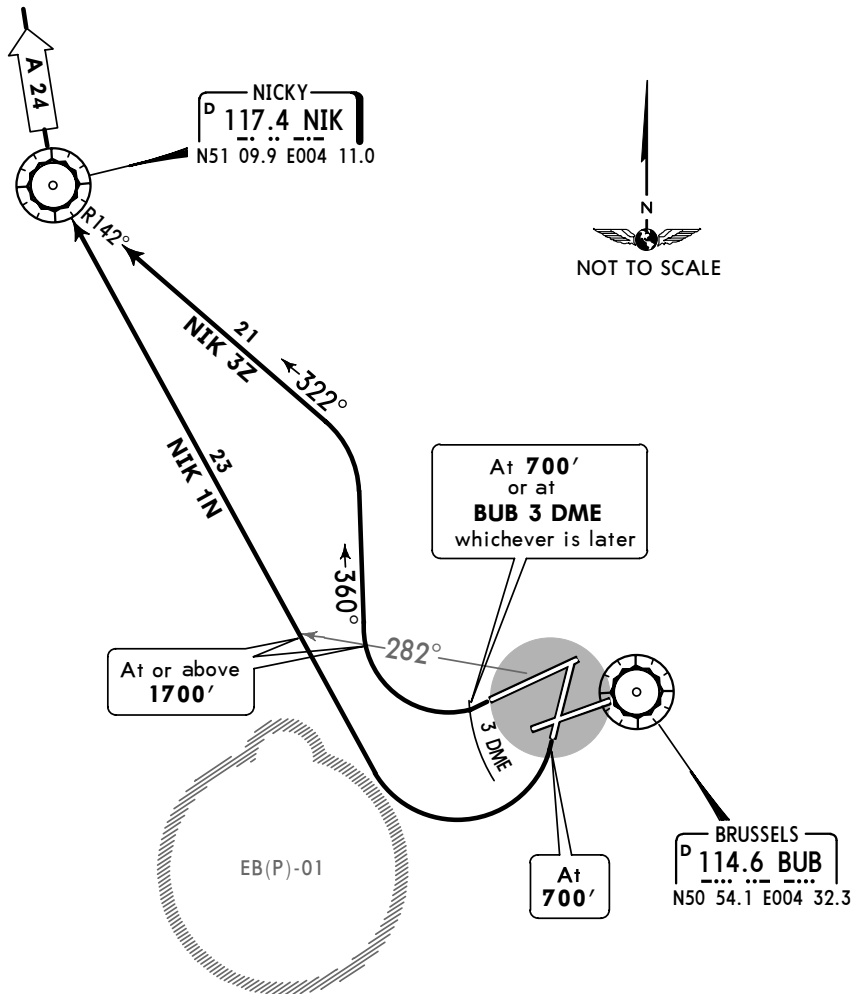 A 24
NICKY
D 117.4 NIK
N51 09.9 E004 11.0
N
NOT TO SCALE
R142°
21
NIK 3Z
322°
23
NIK 1N
At 700'
or at
BUB 3 DME
whichever is later
360°
282°
At or above
1700'
3 DME
EB(P)-01
At
700'
BRUSSELS
D 114.6 BUB
N50 54.1 E004 32.3